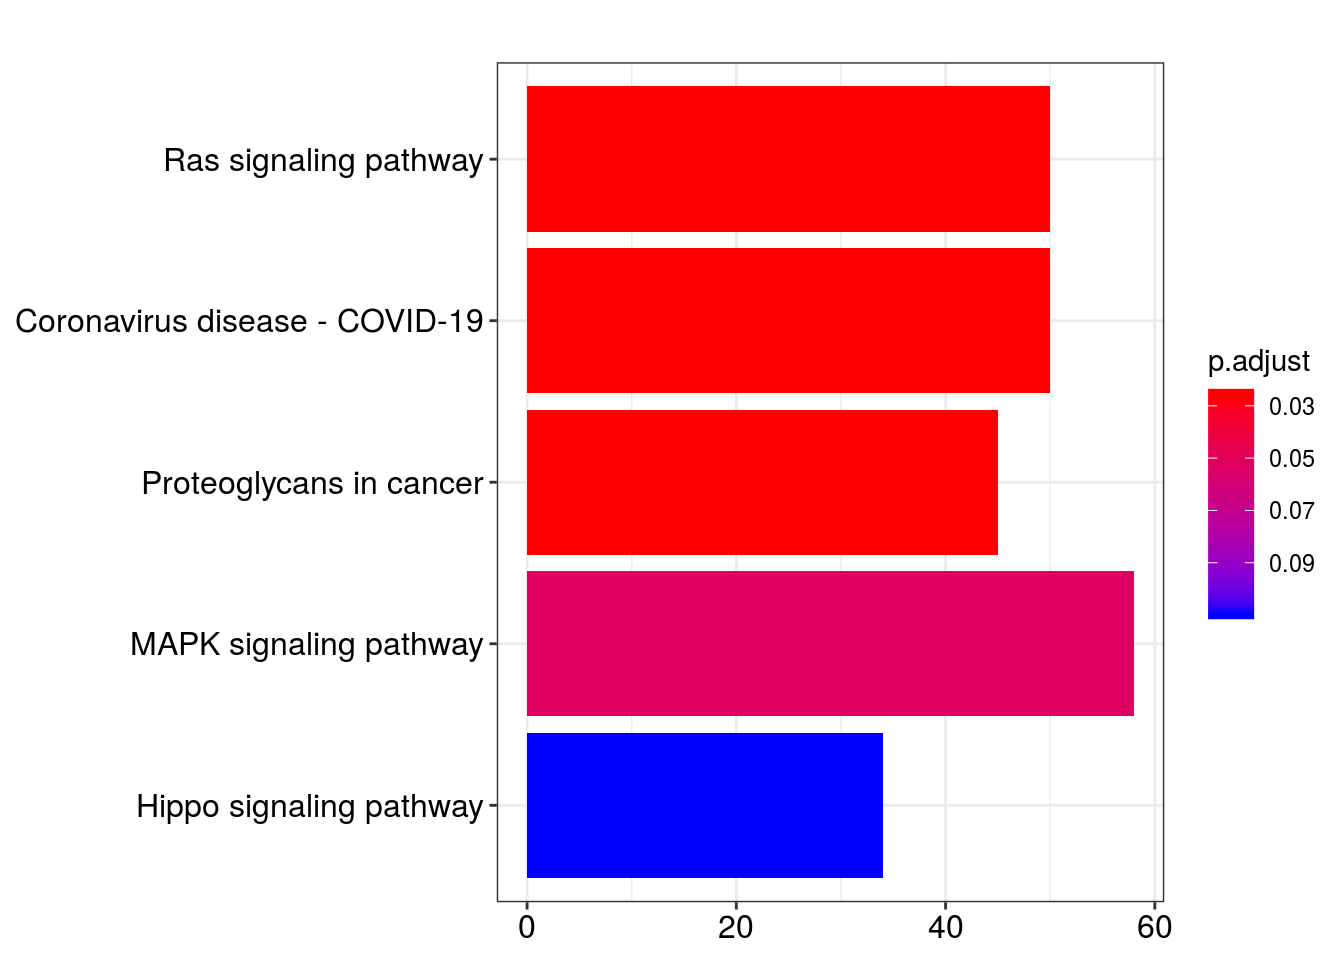 Ras signaling pathway
Coronavirus disease - COVID-19
Proteoglycans in cancer
MAPK signaling pathway
Hippo signaling pathway
0 20 40 60
p.adjust
0.03
0.05
0.07
0.09